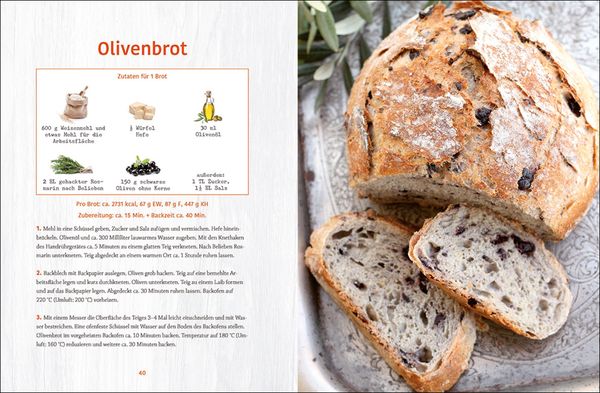 Olivenbrot
Zutaten für 1 Brot
600 g Weizenmehl und
etwas Mehl für die
Arbeitsfläche
½ Würfel
Hefe
30 ml
Olivenöl
2 EL gehackter Ros-
marin nach Belieben
150 g schwarze
Oliven ohne Kerne
außerdem:
1 TL Zucker,
1½ EL Salz
Pro Brot: ca. 2731 kcal, 67 g EW, 87 g F, 447 g KH
Zubereitung: ca. 15 Min. + Backzeit ca. 40 Min.
1. Mehl in eine Schüssel geben, Zucker und Salz zufügen und vermischen. Hefe hinein-
bröckeln. Olivenöl und ca. 300 Milliliter lauwarmes Wasser zugeben. Mit den Knethaken
des Handrührgerätes ca. 5 Minuten zu einem glatten Teig verkneten. Nach Belieben Ros-
marin unterkneten. Teig abgedeckt an einem warmen Ort ca. 1 Stunde ruhen lassen.
2. Backblech mit Backpapier auslegen. Oliven grob hacken. Teig auf eine bemehlte Ar-
beitsfläche legen und kurz durchkneten. Oliven unterkneten. Teig zu einem Laib formen
und auf das Backpapier legen. Abgedeckt ca. 30 Minuten ruhen lassen. Backofen auf
220 °C (Umluft: 200 °C) vorheizen.
3. Mit einem Messer die Oberfläche des Teiges 3–4 Mal leicht einschneiden und mit Was-
ser bestreichen. Eine ofenfeste Schüssel mit Wasser auf den Boden des Backofens stellen.
Olivenbrot im vorgeheizten Backofen ca. 10 Minuten backen. Temperatur auf 180 °C (Um-
luft: 160 °C) reduzieren und weitere ca. 30 Minuten backen.
40